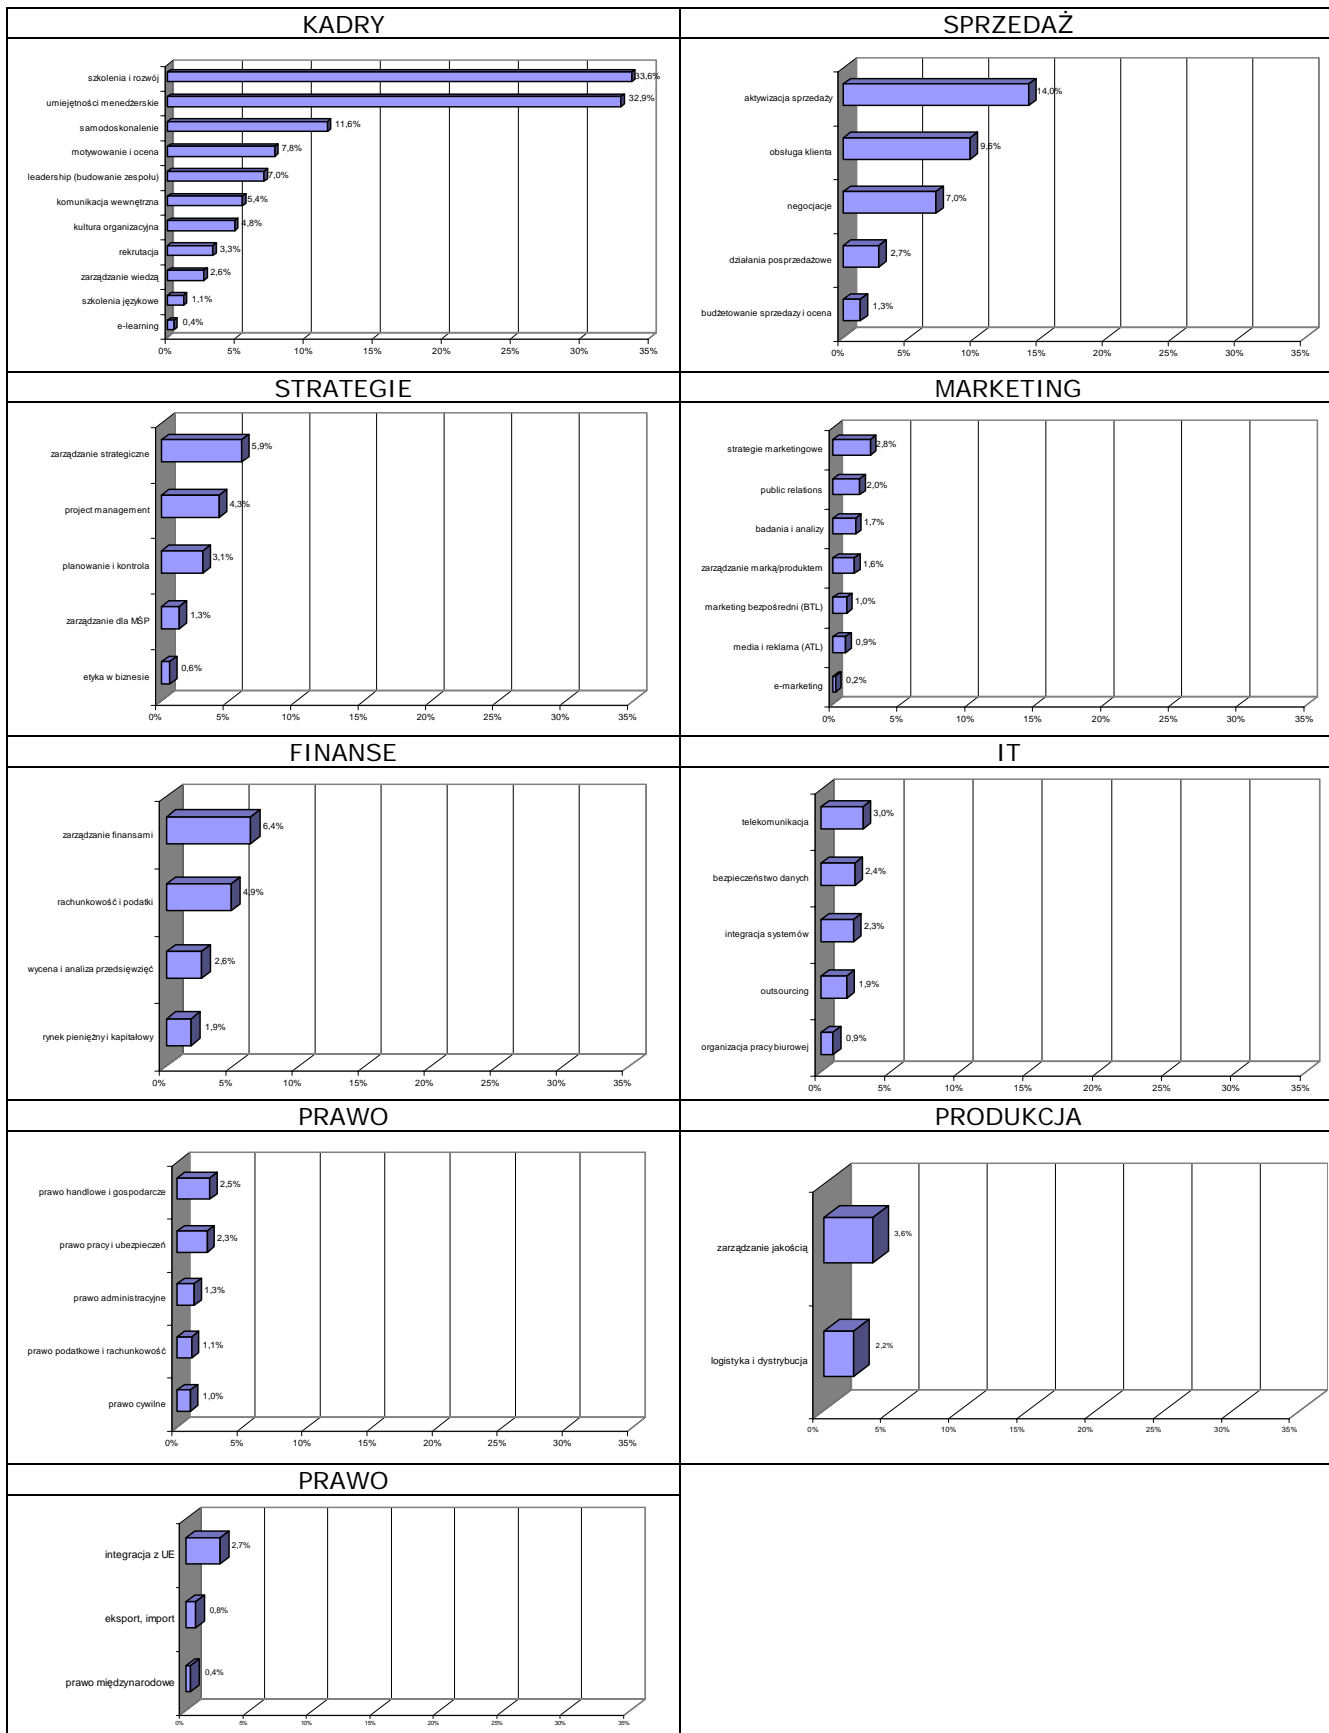 KADRY
szkolenia i rozwój 33,6%
umiejętności menedżerskie 32,9%
samodoskonalenie 11,6%
motywowanie i ocena 7,8%
leadership (budowanie zespołu) 7,0%
komunikacja wewnętrzna 5,4%
kultura organizacyjna 4,8%
rekrutacja 3,3%
zarządzanie wiedzą 2,6%
szkolenia językowe 1,1%
e-learning 0,4%
0% 5% 10% 15% 20% 25% 30% 35%
SPRZEDAŻ
aktywizacja sprzedaży 14,0%
obsługa klienta 9,6%
negocjacje 7,0%
działania posprzedażowe 2,7%
budżetowanie sprzedazy i ocena 1,3%
0% 5% 10% 15% 20% 25% 30% 35%
STRATEGIE
zarządzanie strategiczne 5,9%
project management 4,3%
planowanie i kontrola 3,1%
zarządzanie dla MŚP 1,3%
etyka w biznesie 0,6%
0% 5% 10% 15% 20% 25% 30% 35%
MARKETING
strategie marketingowe 2,8%
public relations 2,0%
badania i analizy 1,7%
zarządzanie marką/produktem 1,6%
marketing bezpośredni (BTL) 1,0%
media i reklama (ATL) 0,9%
e-marketing 0,2%
0% 5% 10% 15% 20% 25% 30% 35%
FINANSE
zarządzanie finansami 6,4%
rachunkowość i podatki 4,9%
wycena i analiza przedsięwzięć 2,6%
rynek pieniężny i kapitałowy 1,9%
0% 5% 10% 15% 20% 25% 30% 35%
IT
telekomunikacja 3,0%
bezpieczeństwo danych 2,4%
integracja systemów 2,3%
outsourcing 1,9%
organizacja pracy biurowej 0,9%
0% 5% 10% 15% 20% 25% 30% 35%
PRAWO
prawo handlowe i gospodarcze 2,5%
prawo pracy i ubezpieczeń 2,3%
prawo administracyjne 1,3%
prawo podatkowe i rachunkowość 1,1%
prawo cywilne 1,0%
0% 5% 10% 15% 20% 25% 30% 35%
PRODUKCJA
zarządzanie jakością 3,6%
logistyka i dystrybucja 2,2%
0% 5% 10% 15% 20% 25% 30% 35%
PRAWO
integracja z UE 2,7%
eksport, import 0,8%
prawo międzynarodowe 0,4%
0% 5% 10% 15% 20% 25% 30% 35%